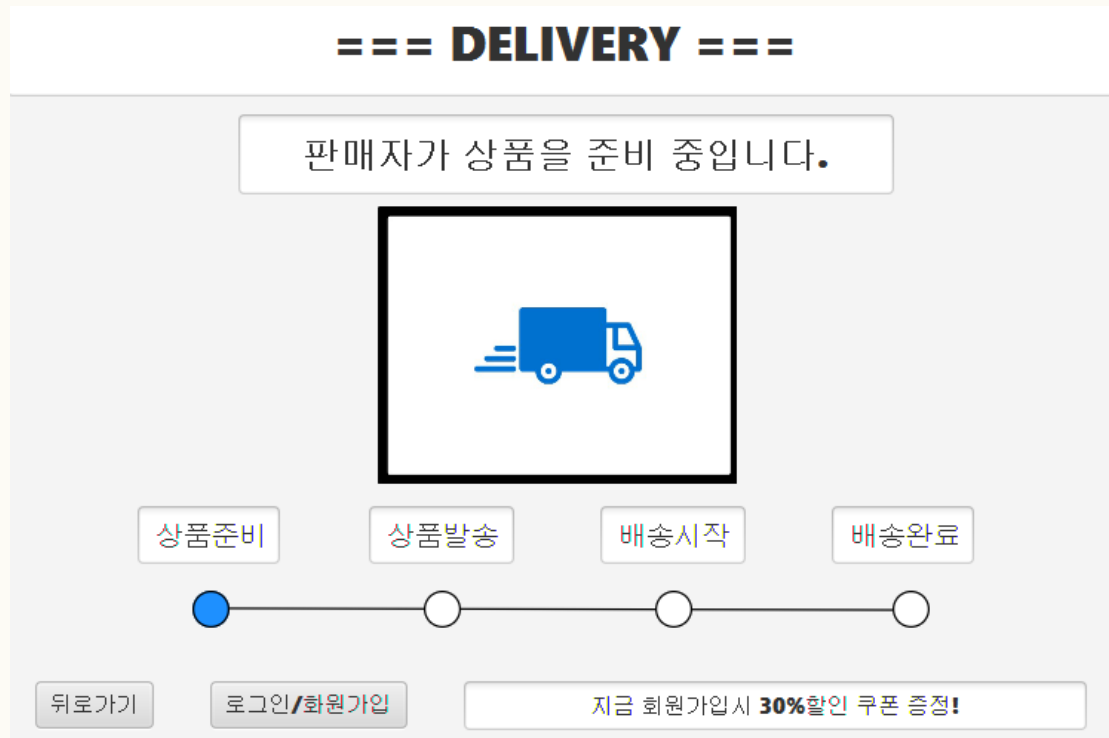 === DELIVERY ===
판매자가 상품을 준비 중입니다.
상품준비 상품발송 배송시작 배송완료
뒤로가기 로그인/화원가입 지금 회원가입시 30%할인 쿠폰 증정!